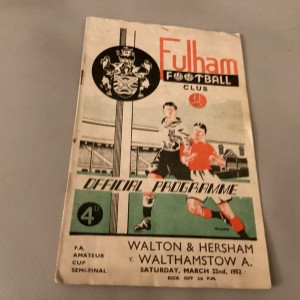 Fulham
FOOTBALL
CLUB
OFFICIAL PROGRAMME
4d
F.A.
AMATEUR
CUP
SEMI-FINAL
WALTON & HERSHAM
v. WALTHAMSTOW A.
SATURDAY, MARCH 22nd, 1952
KICK OFF
P.M.